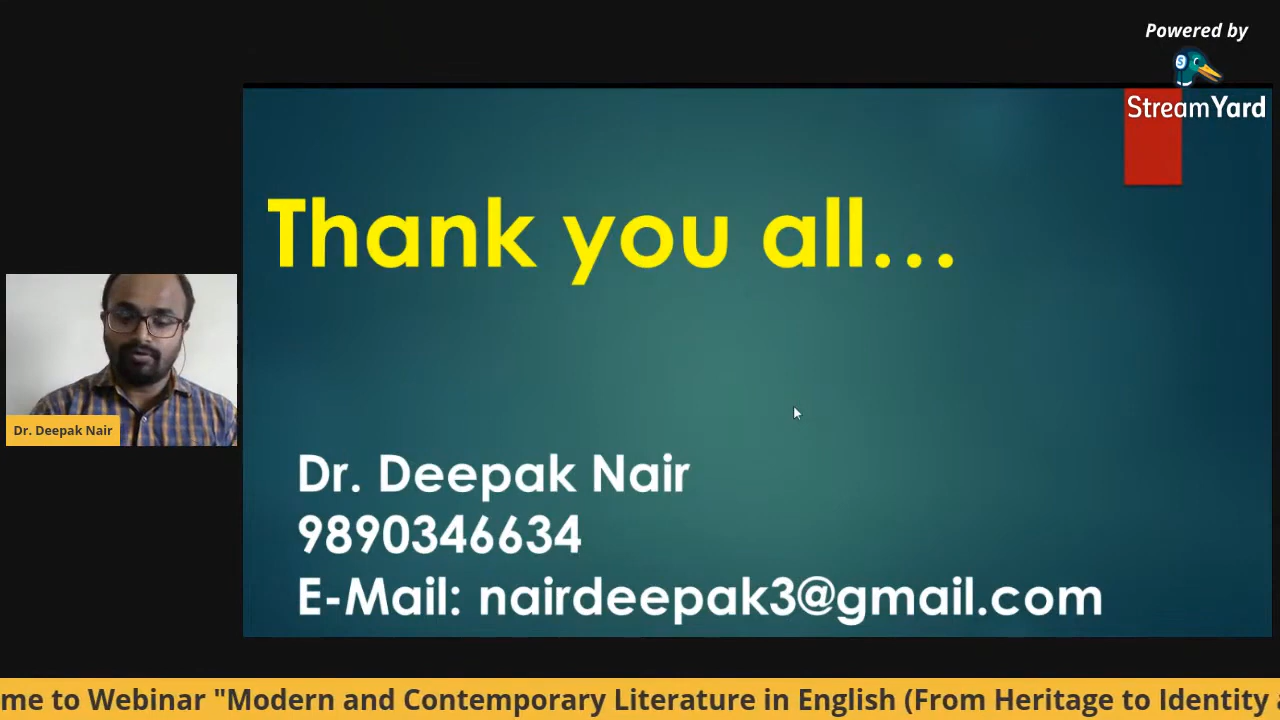 Powered by
StreamYard
Thank you all...
Dr. Deepak Nair
Dr. Deepak Nair
9890346634
E-Mail: nairdeepak3@gmail.com
me to Webinar "Modern and Contemporary Literature in English (From Heritage to Identity a